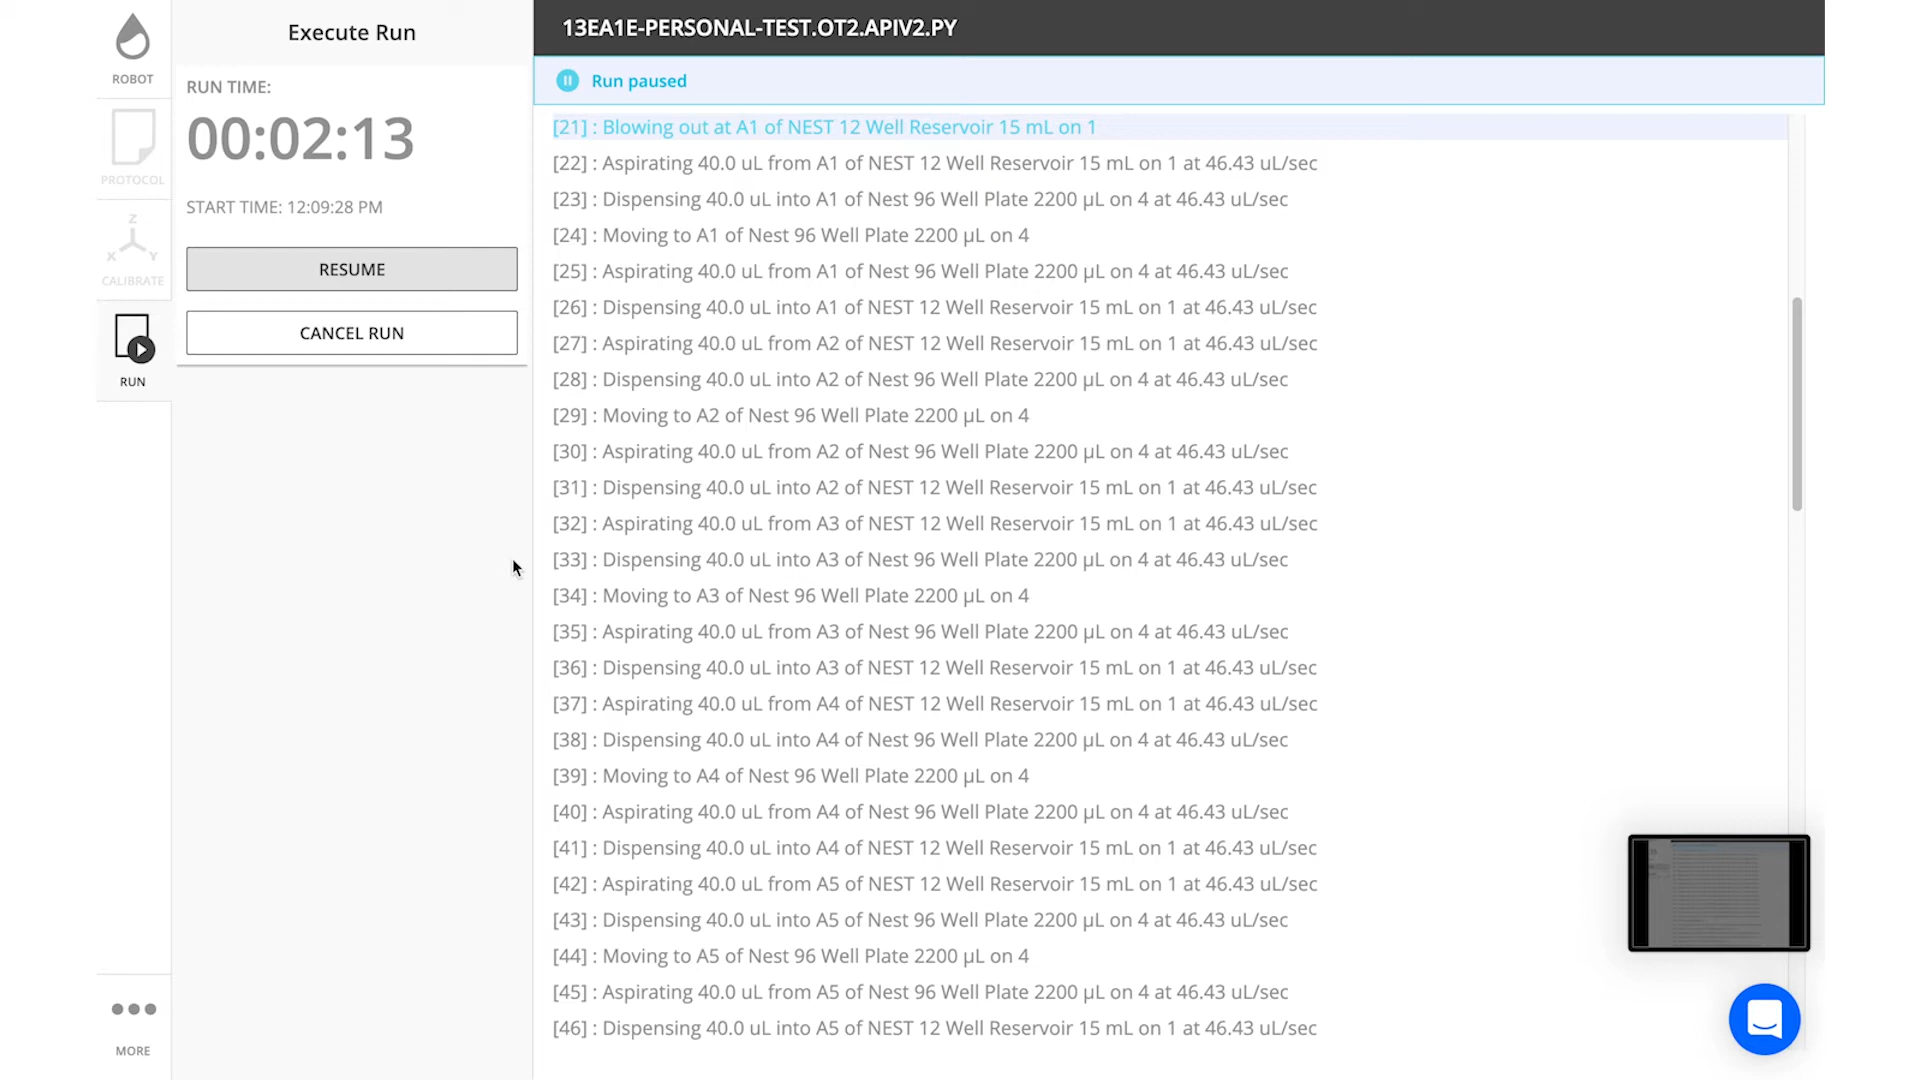 ROBOT
PROTOCOL
Z
X Y
CALIBRATE
RUN
MORE
Execute Run
RUN TIME:
00:02:13
START TIME: 12:09:28 PM
RESUME
CANCEL RUN
13EA1E-PERSONAL-TEST.OT2.APIV2.PY
Run paused
[21] : Blowing out at A1 of NEST 12 Well Reservoir 15 mL on 1
[22] : Aspirating 40.0 uL from A1 of NEST 12 Well Reservoir 15 mL on 1 at 46.43 uL/sec
[23] : Dispensing 40.0 uL into A1 of Nest 96 Well Plate 2200 µL on 4 at 46.43 uL/sec
[24] : Moving to A1 of Nest 96 Well Plate 2200 µL on 4
[25] : Aspirating 40.0 uL from A1 of Nest 96 Well Plate 2200 µL on 4 at 46.43 uL/sec
[26] : Dispensing 40.0 uL into A1 of NEST 12 Well Reservoir 15 mL on 1 at 46.43 uL/sec
[27] : Aspirating 40.0 uL from A2 of NEST 12 Well Reservoir 15 mL on 1 at 46.43 uL/sec
[28] : Dispensing 40.0 uL into A2 of Nest 96 Well Plate 2200 µL on 4 at 46.43 uL/sec
[29] : Moving to A2 of Nest 96 Well Plate 2200 µL on 4
[30] : Aspirating 40.0 uL from A2 of Nest 96 Well Plate 2200 µL on 4 at 46.43 uL/sec
[31] : Dispensing 40.0 uL into A2 of NEST 12 Well Reservoir 15 mL on 1 at 46.43 uL/sec
[32] : Aspirating 40.0 uL from A3 of NEST 12 Well Reservoir 15 mL on 1 at 46.43 uL/sec
[33] : Dispensing 40.0 uL into A3 of Nest 96 Well Plate 2200 µL on 4 at 46.43 uL/sec
[34] : Moving to A3 of Nest 96 Well Plate 2200 µL on 4
[35] : Aspirating 40.0 uL from A3 of Nest 96 Well Plate 2200 µL on 4 at 46.43 uL/sec
[36] : Dispensing 40.0 uL into A3 of NEST 12 Well Reservoir 15 mL on 1 at 46.43 uL/sec
[37] : Aspirating 40.0 uL from A4 of NEST 12 Well Reservoir 15 mL on 1 at 46.43 uL/sec
[38] : Dispensing 40.0 uL into A4 of Nest 96 Well Plate 2200 µL on 4 at 46.43 uL/sec
[39] : Moving to A4 of Nest 96 Well Plate 2200 µL on 4
[40] : Aspirating 40.0 uL from A4 of Nest 96 Well Plate 2200 µL on 4 at 46.43 uL/sec
[41] : Dispensing 40.0 uL into A4 of NEST 12 Well Reservoir 15 mL on 1 at 46.43 uL/sec
[42] : Aspirating 40.0 uL from A5 of NEST 12 Well Reservoir 15 mL on 1 at 46.43 uL/sec
[43] : Dispensing 40.0 uL into A5 of Nest 96 Well Plate 2200 µL on 4 at 46.43 uL/sec
[44] : Moving to A5 of Nest 96 Well Plate 2200 µL on 4
[45] : Aspirating 40.0 uL from A5 of Nest 96 Well Plate 2200 µL on 4 at 46.43 uL/sec
[46] : Dispensing 40.0 uL into A5 of NEST 12 Well Reservoir 15 mL on 1 at 46.43 uL/sec